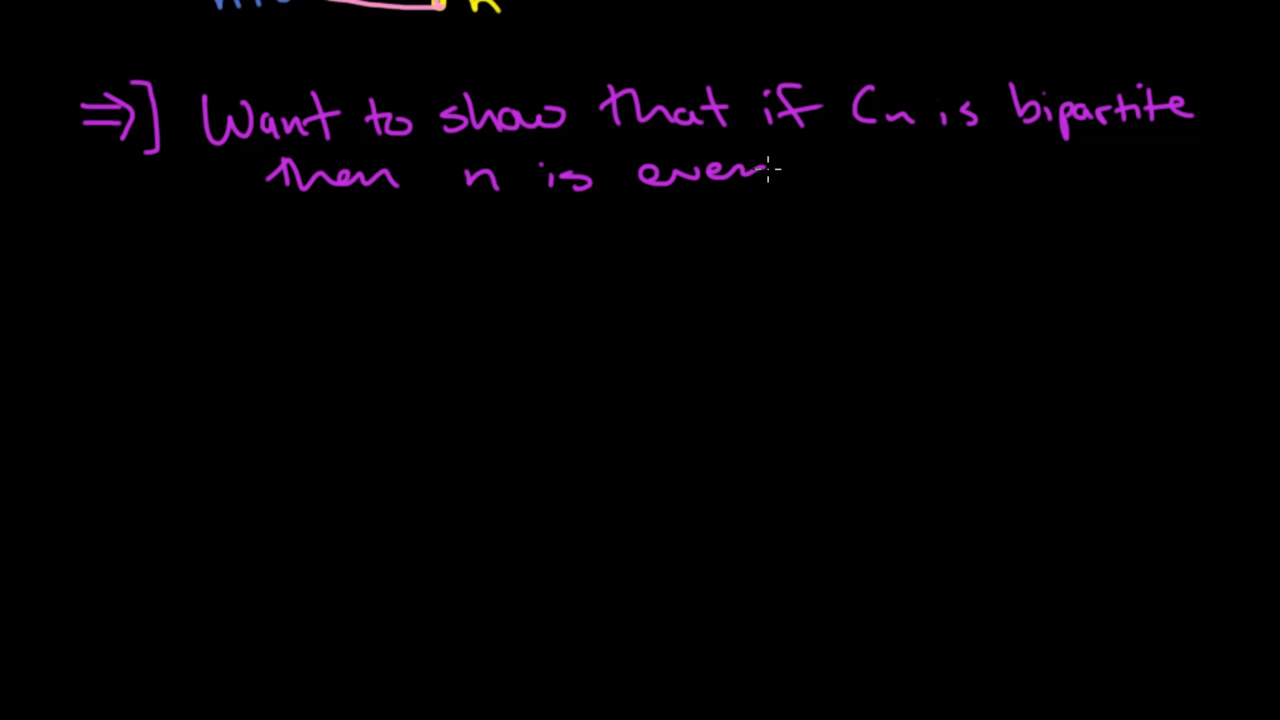 ⇒] Want to show that if Cn is bipartite
then n is even